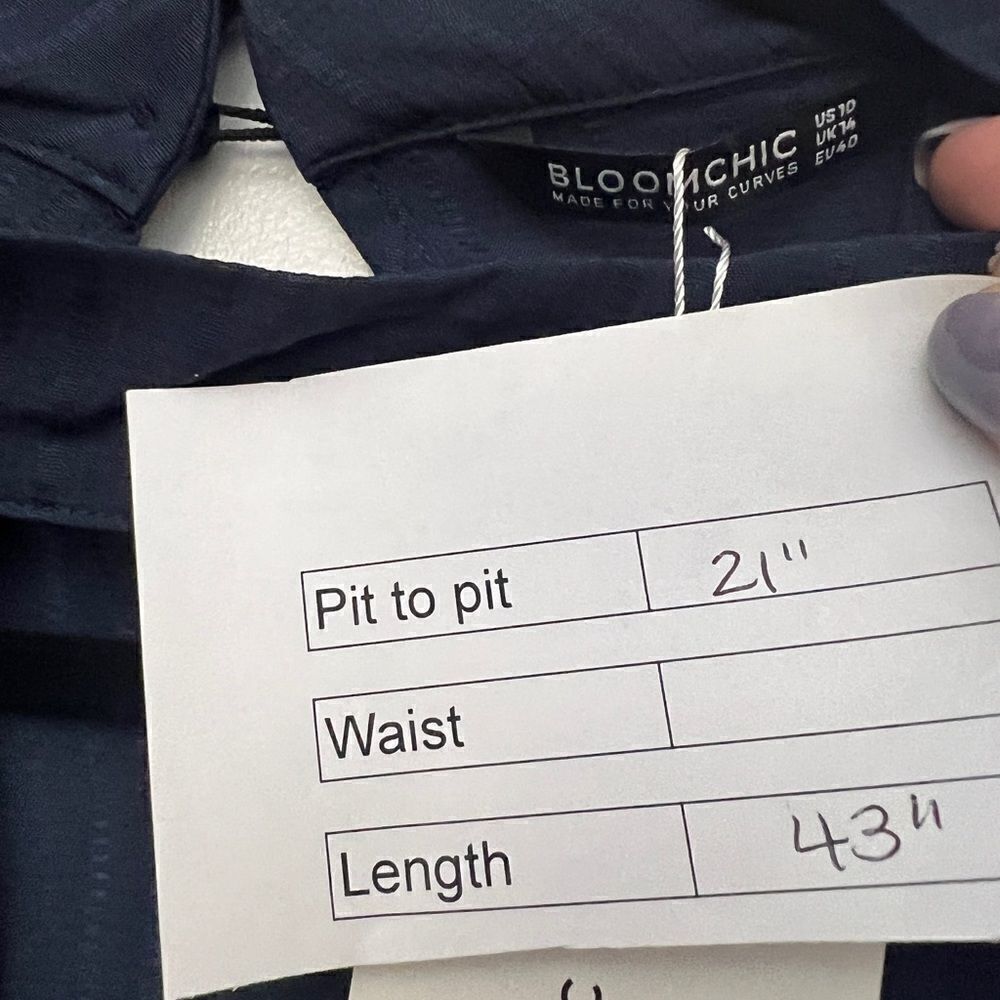 BLOOMCHIC
MADE FOR YOUR CURVES
US 10
UK 14
EU 40
Pit to pit 21"
Waist
Length 43"